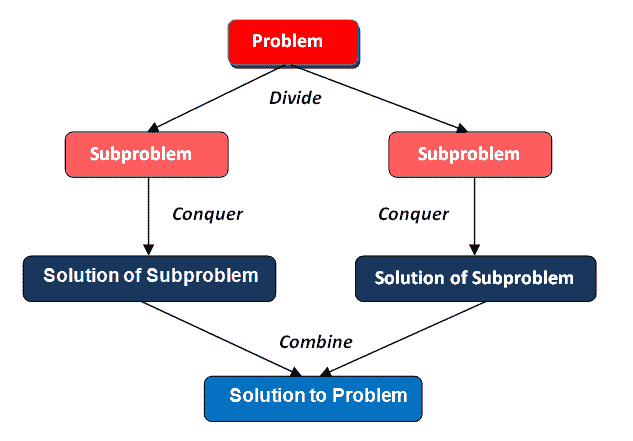 Problem
Divide
Subproblem
Subproblem
Conquer
Conquer
Solution of Subproblem
Solution of Subproblem
Combine
Solution to Problem